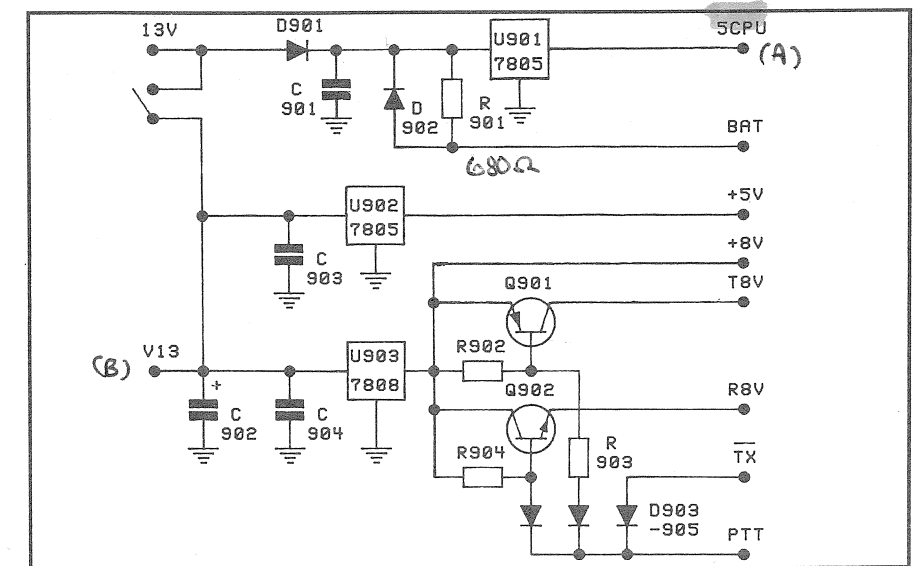 13V
D901
U901
7805
5CPU
(A)
C
901
D
902
R
901
BAT
680Ω
U902
7805
+5V
C
903
+8V
Q901
T8V
(B) V13
U903
7808
R902
+
C
902
C
904
Q902
R8V
R904
R
903
TX
D903
-905
PTT